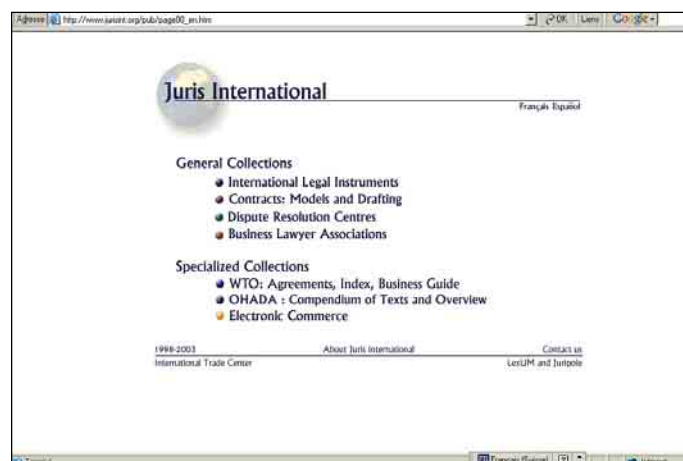 Adresse http://www.jurisint.org/pub/page00_en.htm OK Liens Google
Juris International
Français Español
General Collections
International Legal Instruments
Contracts: Models and Drafting
Dispute Resolution Centres
Business Lawyer Associations
Specialized Collections
WTO: Agreements, Index, Business Guide
OHADA : Compendium of Texts and Overview
Electronic Commerce
1998-2003 About Juris International Contact us
International Trade Center LexUM and Juripole
Français (Suisse)